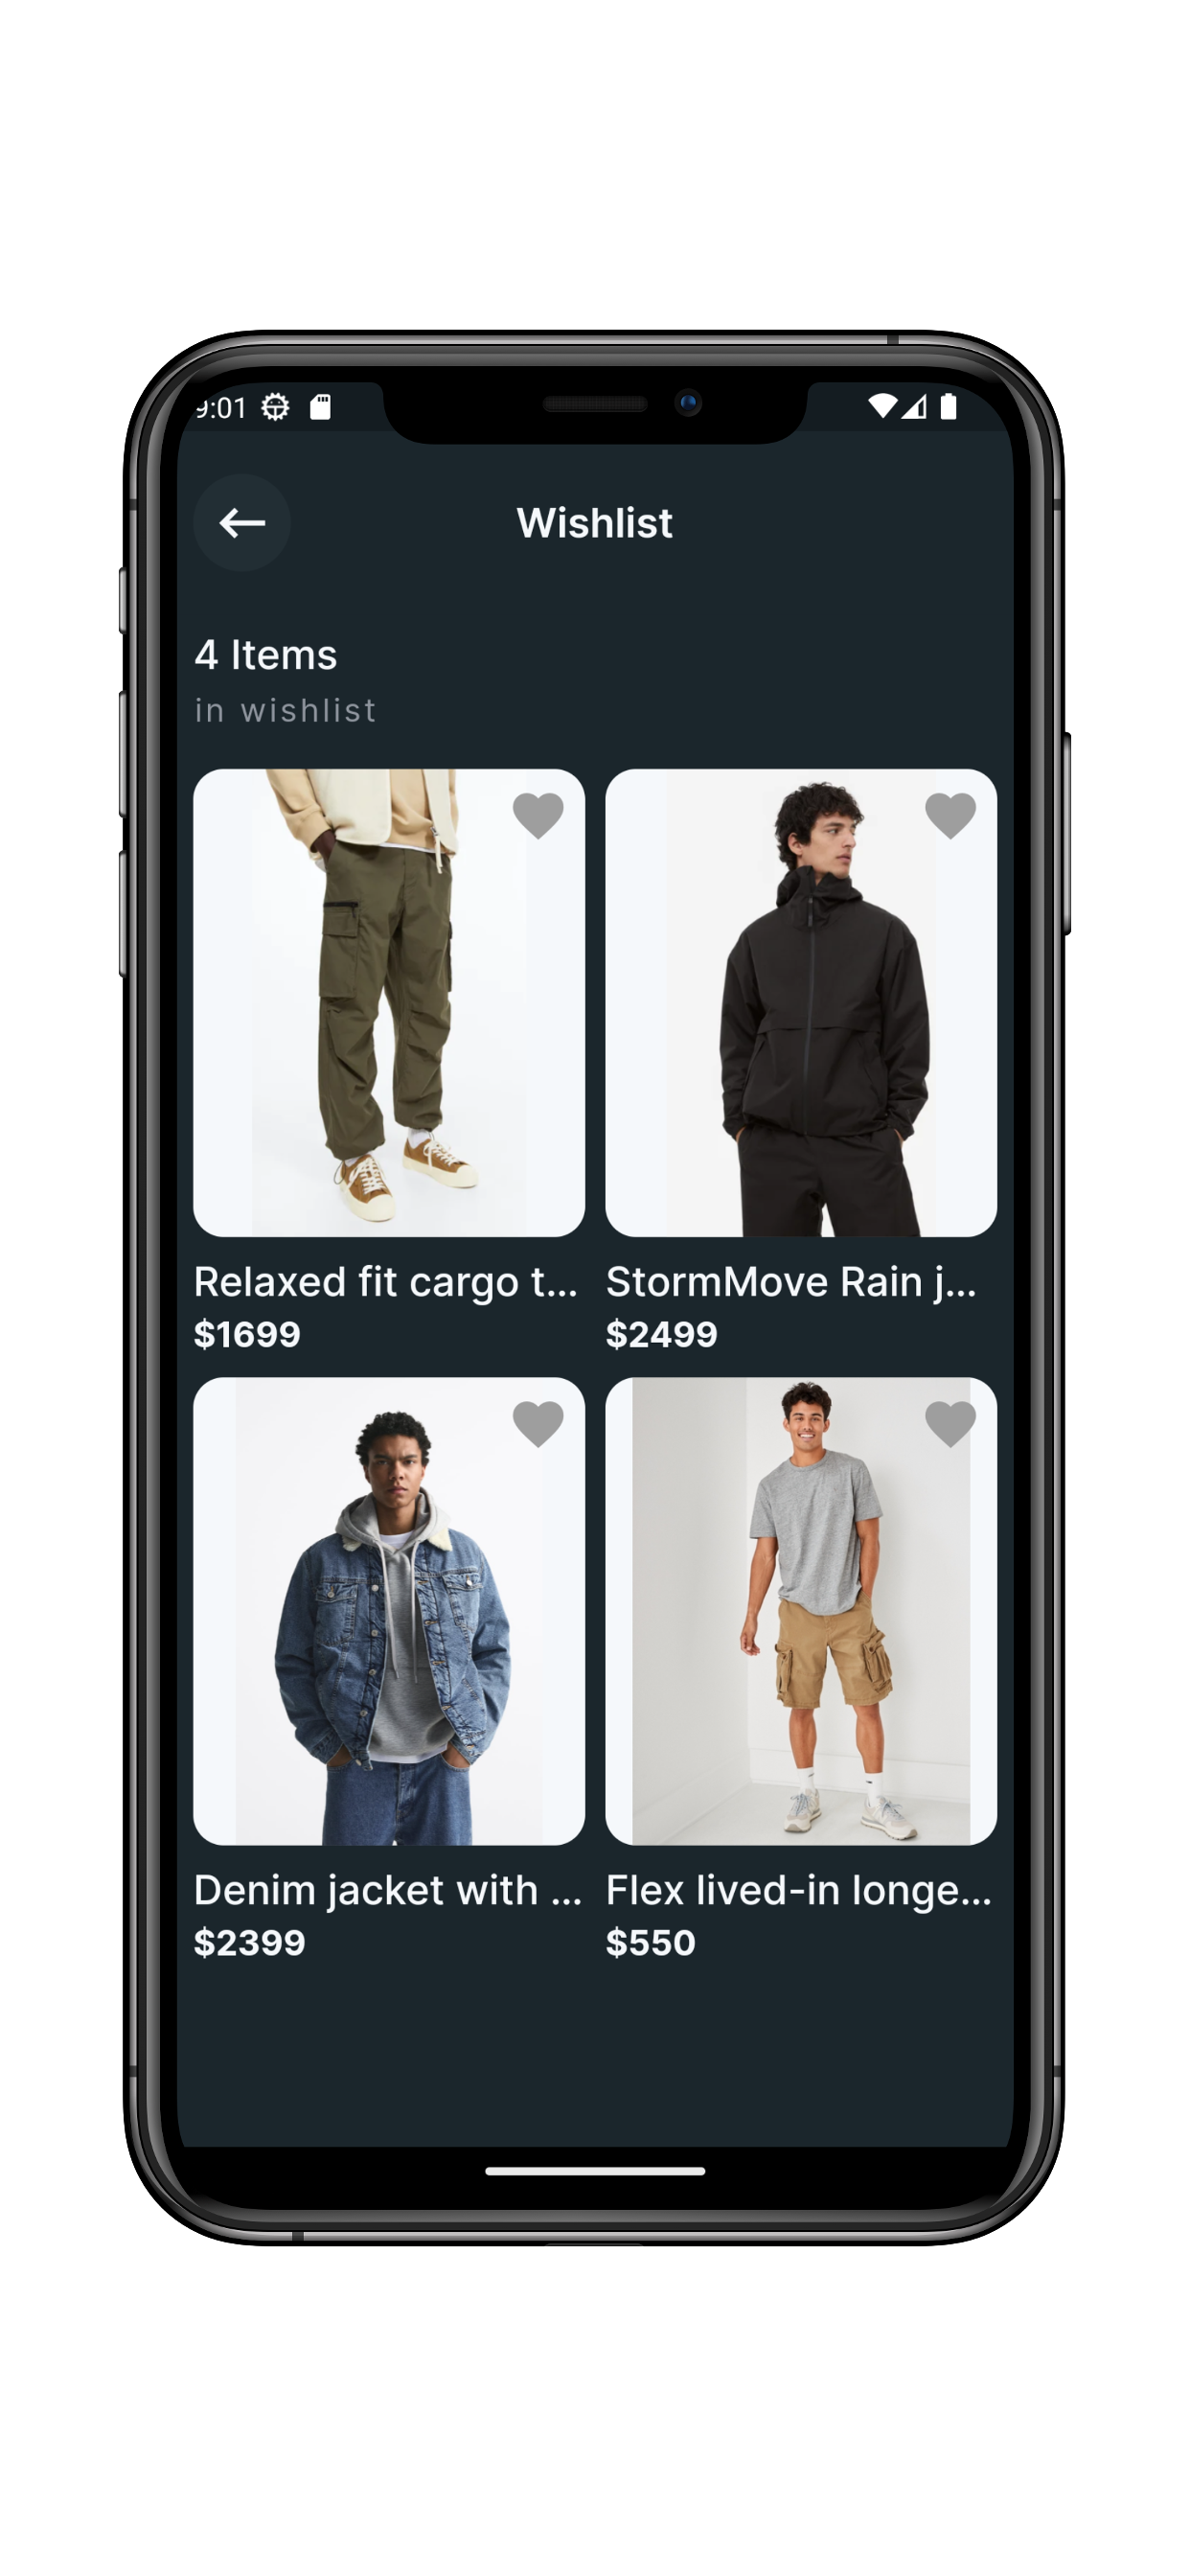 9:01
Wishlist
4 Items
in wishlist
Relaxed fit cargo t...
StormMove Rain j...
$1699
$2499
Denim jacket with ...
Flex lived-in longe...
$2399
$550